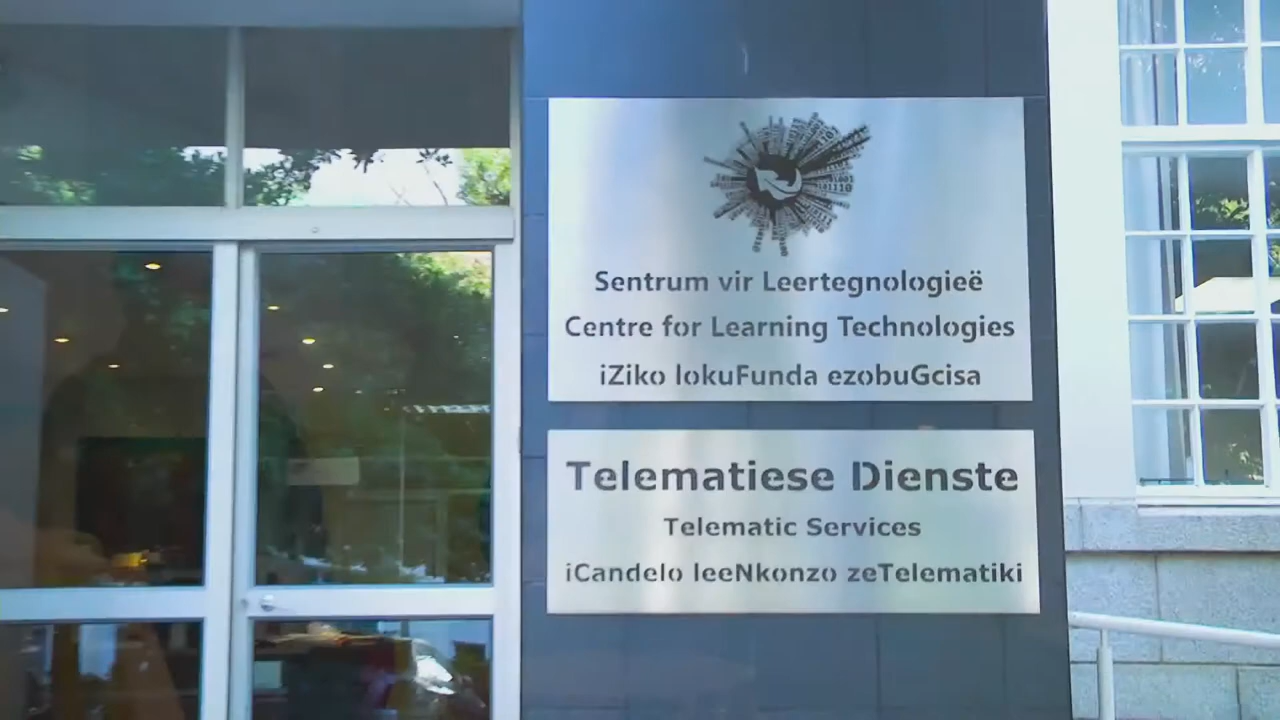 Sentrum vir Leertegnologieë
Centre for Learning Technologies
iZiko lokuFunda ezobuGcisa
Telematiese Dienste
Telematic Services
iCandelo leeNkonzo zeTelematiki